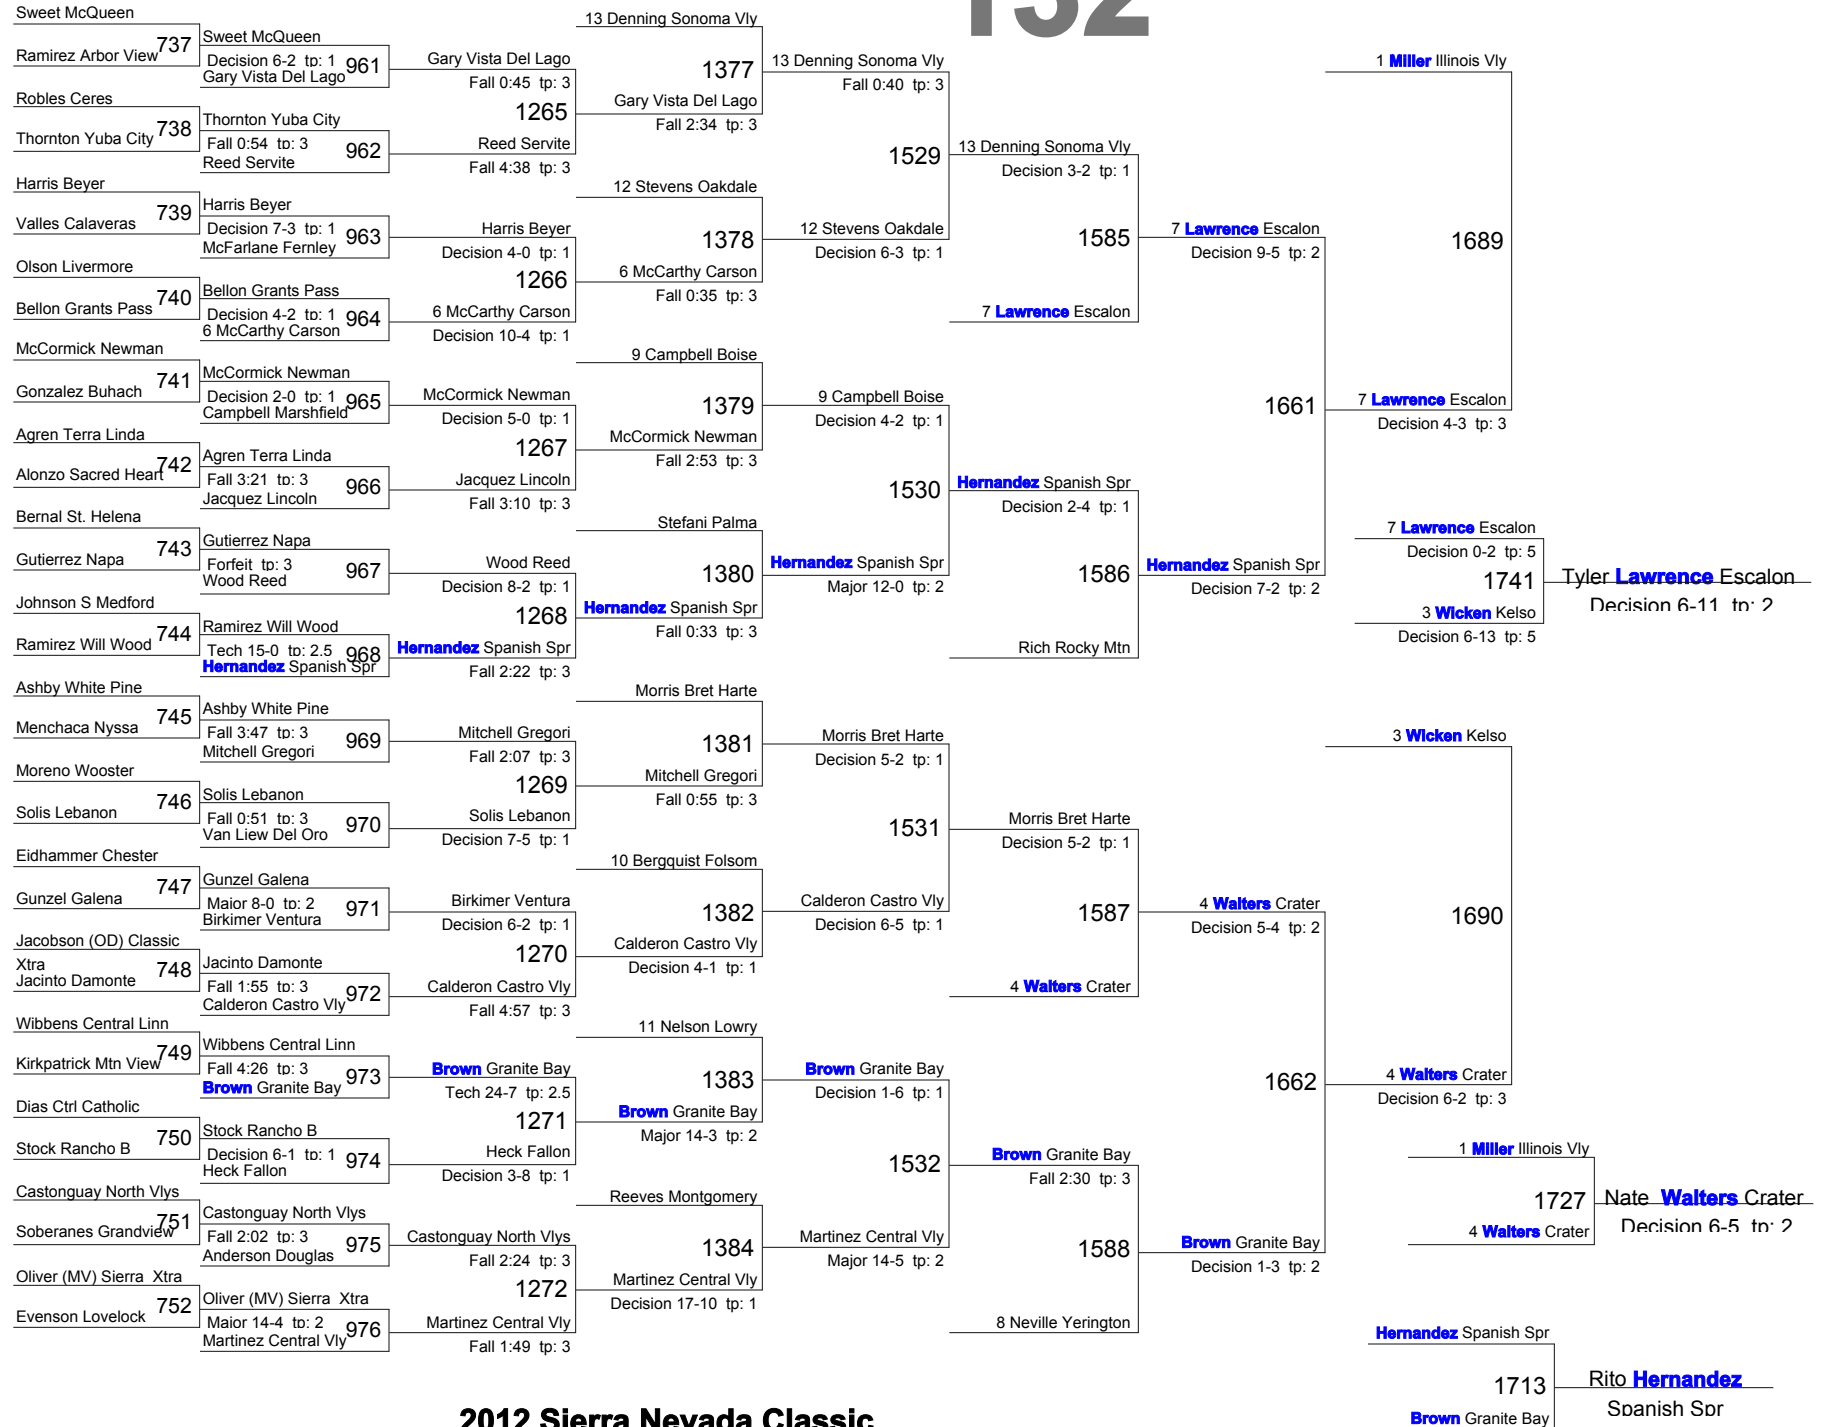 132
Sweet McQueen
737
Ramirez Arbor View
Robles Ceres
738
Thornton Yuba City
Harris Beyer
739
Valles Calaveras
Olson Livermore
740
Bellon Grants Pass
McCormick Newman
741
Gonzalez Buhach
Agren Terra Linda
742
Alonzo Sacred Heart
Bernal St. Helena
743
Gutierrez Napa
Johnson S Medford
744
Ramirez Will Wood
Ashby White Pine
745
Menchaca Nyssa
Moreno Wooster
746
Solis Lebanon
Eidhammer Chester
747
Gunzel Galena
Jacobson (OD) Classic
Xtra
748
Jacinto Damonte
Wibbens Central Linn
749
Kirkpatrick Mtn View
Dias Ctrl Catholic
750
Stock Rancho B
Castonguay North Vlys
751
Soberanes Grandview
Oliver (MV) Sierra Xtra
752
Evenson Lovelock
Sweet McQueen
Decision 6-2 tp: 1
961
Gary Vista Del Lago
Thornton Yuba City
Fall 0:54 tp: 3
962
Reed Servite
Harris Beyer
Decision 7-3 tp: 1
963
McFarlane Fernley
Bellon Grants Pass
Decision 4-2 tp: 1
964
6 McCarthy Carson
McCormick Newman
Decision 2-0 tp: 1
965
Campbell Marshfield
Agren Terra Linda
Fall 3:21 tp: 3
966
Jacquez Lincoln
Gutierrez Napa
Forfeit tp: 3
967
Wood Reed
Ramirez Will Wood
Tech 15-0 tp: 2.5
968
Hernandez Spanish Spr
Ashby White Pine
Fall 3:47 tp: 3
969
Mitchell Gregori
Solis Lebanon
Fall 0:51 tp: 3
970
Van Liew Del Oro
Gunzel Galena
Major 8-0 tp: 2
971
Birkimer Ventura
Jacinto Damonte
Fall 1:55 tp: 3
972
Calderon Castro Vly
Wibbens Central Linn
Fall 4:26 tp: 3
973
Brown Granite Bay
Stock Rancho B
Decision 6-1 tp: 1
974
Heck Fallon
Castonguay North Vlys
Fall 2:02 tp: 3
975
Anderson Douglas
Oliver (MV) Sierra Xtra
Major 14-4 tp: 2
976
Martinez Central Vly
Gary Vista Del Lago
Fall 0:45 tp: 3
1265
Reed Servite
Fall 4:38 tp: 3
Harris Beyer
Decision 4-0 tp: 1
1266
6 McCarthy Carson
Decision 10-4 tp: 1
McCormick Newman
Decision 5-0 tp: 1
1267
Jacquez Lincoln
Fall 3:10 tp: 3
Wood Reed
Decision 8-2 tp: 1
1268
Hernandez Spanish Spr
Fall 2:22 tp: 3
Mitchell Gregori
Fall 2:07 tp: 3
1269
Solis Lebanon
Decision 7-5 tp: 1
Birkimer Ventura
Decision 6-2 tp: 1
1270
Calderon Castro Vly
Fall 4:57 tp: 3
Brown Granite Bay
Tech 24-7 tp: 2.5
1271
Heck Fallon
Decision 3-8 tp: 1
Castonguay North Vlys
Fall 2:24 tp: 3
1272
Martinez Central Vly
Fall 1:49 tp: 3
13 Denning Sonoma Vly
1377
Gary Vista Del Lago
Fall 2:34 tp: 3
12 Stevens Oakdale
1378
6 McCarthy Carson
Fall 0:35 tp: 3
9 Campbell Boise
1379
McCormick Newman
Fall 2:53 tp: 3
Stefani Palma
1380
Hernandez Spanish Spr
Fall 0:33 tp: 3
Morris Bret Harte
1381
Mitchell Gregori
Fall 0:55 tp: 3
10 Bergquist Folsom
1382
Calderon Castro Vly
Decision 4-1 tp: 1
11 Nelson Lowry
1383
Brown Granite Bay
Major 14-3 tp: 2
Reeves Montgomery
1384
Martinez Central Vly
Decision 17-10 tp: 1
13 Denning Sonoma Vly
Fall 0:40 tp: 3
1529
12 Stevens Oakdale
Decision 6-3 tp: 1
9 Campbell Boise
Decision 4-2 tp: 1
1530
Hernandez Spanish Spr
Major 12-0 tp: 2
Morris Bret Harte
Decision 5-2 tp: 1
1531
Calderon Castro Vly
Decision 6-5 tp: 1
Brown Granite Bay
Decision 1-6 tp: 1
1532
Martinez Central Vly
Major 14-5 tp: 2
13 Denning Sonoma Vly
Decision 3-2 tp: 1
1585
7 Lawrence Escalon
Hernandez Spanish Spr
Decision 2-4 tp: 1
1586
Rich Rocky Mtn
Morris Bret Harte
Decision 5-2 tp: 1
1587
4 Walters Crater
Brown Granite Bay
Fall 2:30 tp: 3
1588
8 Neville Yerington
7 Lawrence Escalon
Decision 9-5 tp: 2
1661
Hernandez Spanish Spr
Decision 7-2 tp: 2
4 Walters Crater
Decision 5-4 tp: 2
1662
Brown Granite Bay
Decision 1-3 tp: 2
1 Miller Illinois Vly
1689
7 Lawrence Escalon
Decision 4-3 tp: 3
7 Lawrence Escalon
Decision 0-2 tp: 5
1741
3 Wicken Kelso
Decision 6-13 tp: 5
Tyler Lawrence Escalon
Decision 6-11 tp: 2
3 Wicken Kelso
1690
4 Walters Crater
Decision 6-2 tp: 3
1 Miller Illinois Vly
1727
4 Walters Crater
Nate Walters Crater
Decision 6-5 tp: 2
Hernandez Spanish Spr
1713
Brown Granite Bay
Rito Hernandez
Spanish Spr
2012 Sierra Nevada Classic